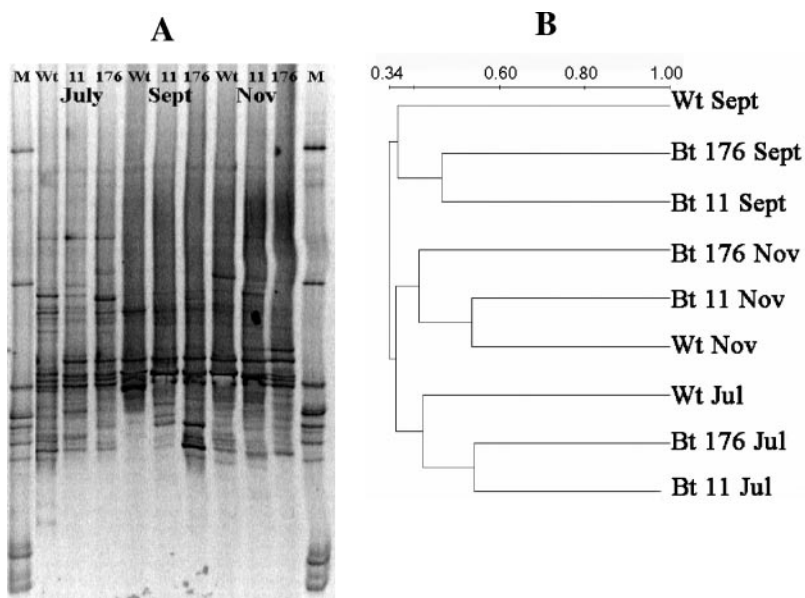 A
M Wt 11 176 Wt 11 176 Wt 11 176 M
July Sept Nov
B
0.34 0.60 0.80 1.00
Wt Sept
Bt 176 Sept
Bt 11 Sept
Bt 176 Nov
Bt 11 Nov
Wt Nov
Wt Jul
Bt 176 Jul
Bt 11 Jul